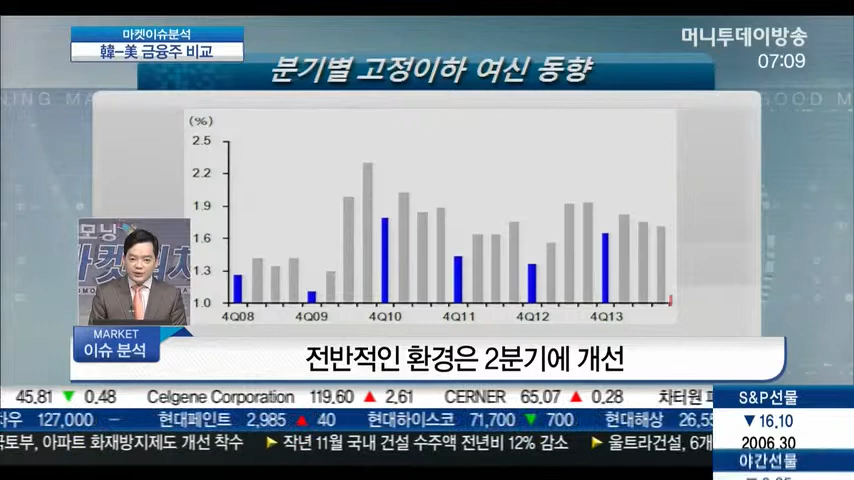 마켓이슈분석
韓-美 금융주 비교
머니투데이방송
07:09
분기별 고정이하 여신 동향
(%)
2.5
2.2
1.9
1.6
1.3
1.0
4Q08 4Q09 4Q10 4Q11 4Q12 4Q13
모닝
MARKET
이슈 분석
전반적인 환경은 2분기에 개선
45.81 ▼ 0.48 Celgene Corporation 119.60 ▲ 2.61 CERNER 65.07 ▲ 0.28 차터원
127,000 − 현대페인트 2,985 ▲ 40 현대하이스코 71,700 ▼ 700 현대해상 26,55
아파트 화재방지제도 개선 착수 ▶ 작년 11월 국내 건설 수주액 전년비 12% 감소 ▶ 울트라건설, 6개
S&P선물
▼16.10
2006.30
야간선물